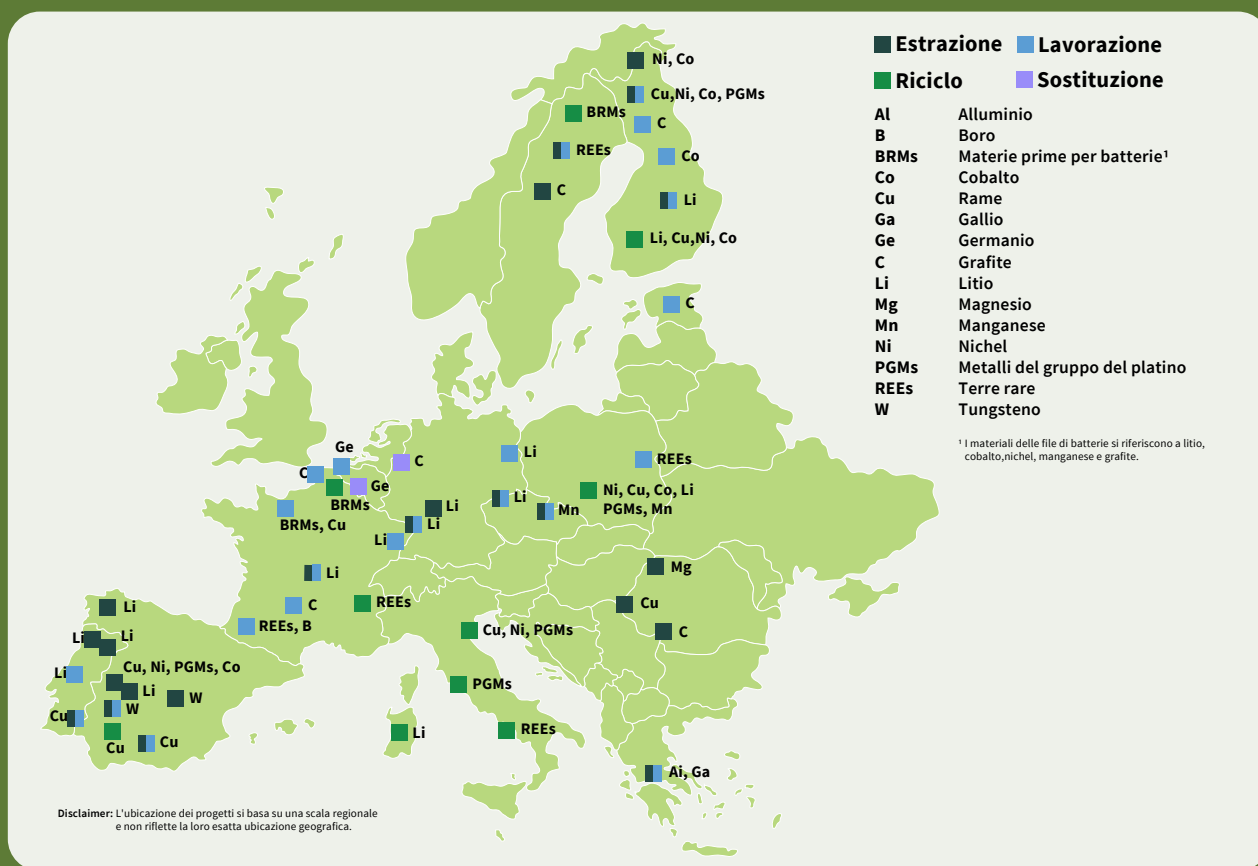 Estrazione
Lavorazione
Riciclo
Sostituzione
Al Alluminio
B Boro
BRMs Materie prime per batterie¹
Co Cobalto
Cu Rame
Ga Gallio
Ge Germanio
C Grafite
Li Litio
Mg Magnesio
Mn Manganese
Ni Nichel
PGMs Metalli del gruppo del platino
REEs Terre rare
W Tungsteno
¹ I materiali delle file di batterie si riferiscono a litio,
cobalto,nichel, manganese e grafite.
Ni, Co
Cu,Ni, Co, PGMs
BRMs
C
REEs
Co
C
Li
Li, Cu,Ni, Co
C
Ge
C
C
Li
REEs
Ge
BRMs
Ni, Cu, Co, Li
PGMs, Mn
Li
Li
Mn
BRMs, Cu
Li
Li
Li
Mg
C
REEs
Cu
REEs, B
Cu, Ni, PGMs
C
Li
Li
Li
Cu, Ni, PGMs, Co
Li
Li
W
W
Cu
Cu
Cu
PGMs
Li
REEs
Ai, Ga
Disclaimer: L'ubicazione dei progetti si basa su una scala regionale
e non riflette la loro esatta ubicazione geografica.